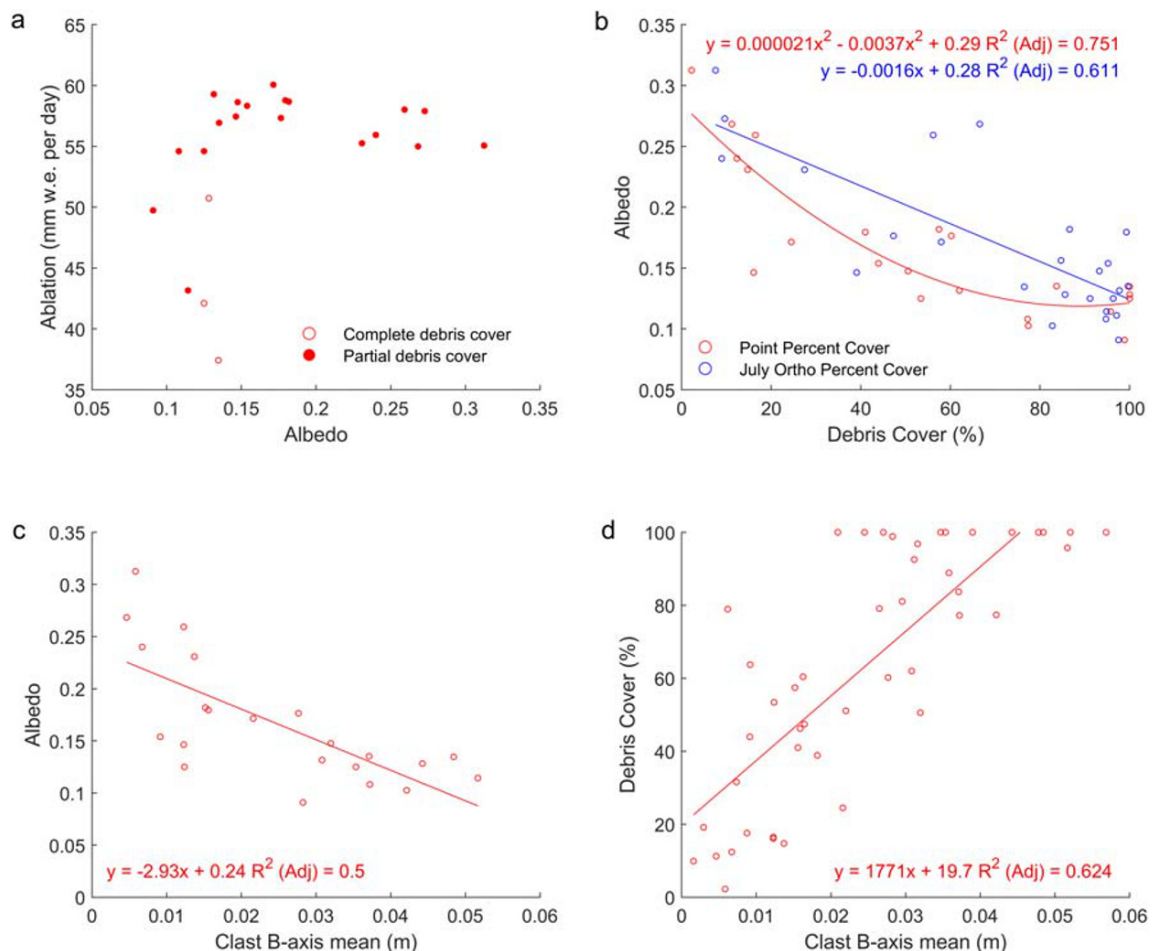 a
Ablation (mm w.e. per day)
65
60
55
50
45
40
35
0.05 0.1 0.15 0.2 0.25 0.3 0.35
Albedo
Complete debris cover
Partial debris cover
b
Albedo
0.35
0.3
0.25
0.2
0.15
0.1
0.05
20 40 60 80 100
Debris Cover (%)
y = 0.000021x² - 0.0037x² + 0.29 R² (Adj) = 0.751
y = -0.0016x + 0.28 R² (Adj) = 0.611
Point Percent Cover
July Ortho Percent Cover
c
Albedo
0.35
0.3
0.25
0.2
0.15
0.1
0.05
0
0 0.01 0.02 0.03 0.04 0.05 0.06
Clast B-axis mean (m)
y = -2.93x + 0.24 R² (Adj) = 0.5
d
Debris Cover (%)
100
80
60
40
20
0
0 0.01 0.02 0.03 0.04 0.05 0.06
Clast B-axis mean (m)
y = 1771x + 19.7 R² (Adj) = 0.624